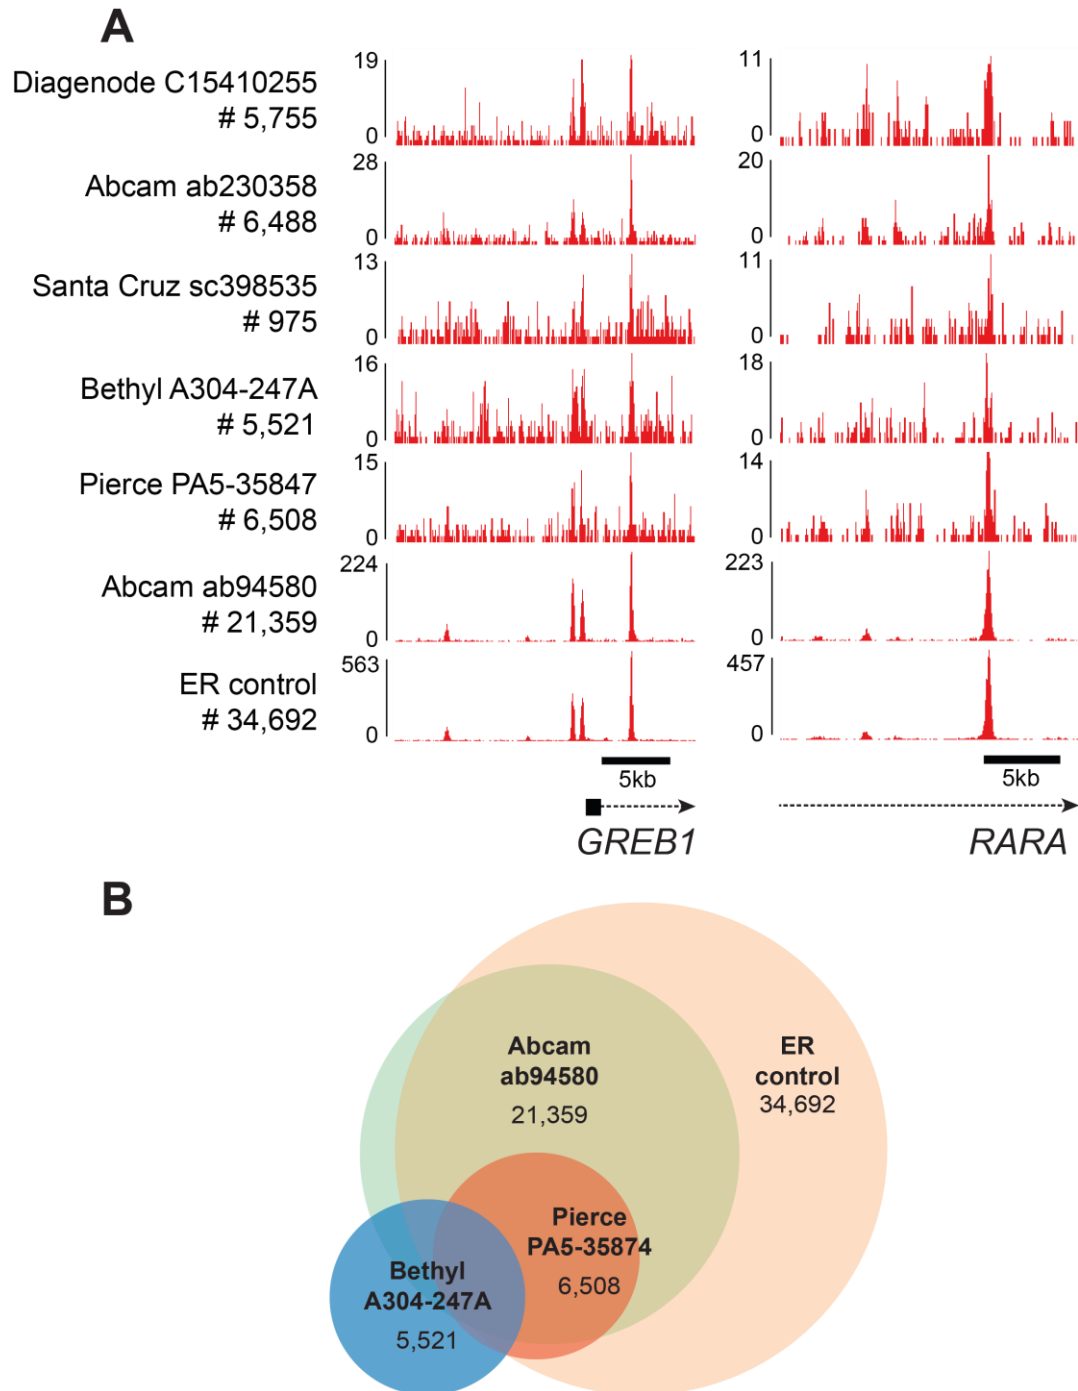 A
Diagenode C15410255
# 5,755
19
0
11
0
Abcam ab230358
# 6,488
28
0
20
0
Santa Cruz sc398535
# 975
13
0
11
0
Bethyl A304-247A
# 5,521
16
0
18
0
Pierce PA5-35847
# 6,508
15
0
14
0
Abcam ab94580
# 21,359
224
0
223
0
ER control
# 34,692
563
0
457
0
5kb
5kb
GREB1
RARA
B
Abcam
ab94580
21,359
ER
control
34,692
Pierce
PA5-35874
6,508
Bethyl
A304-247A
5,521